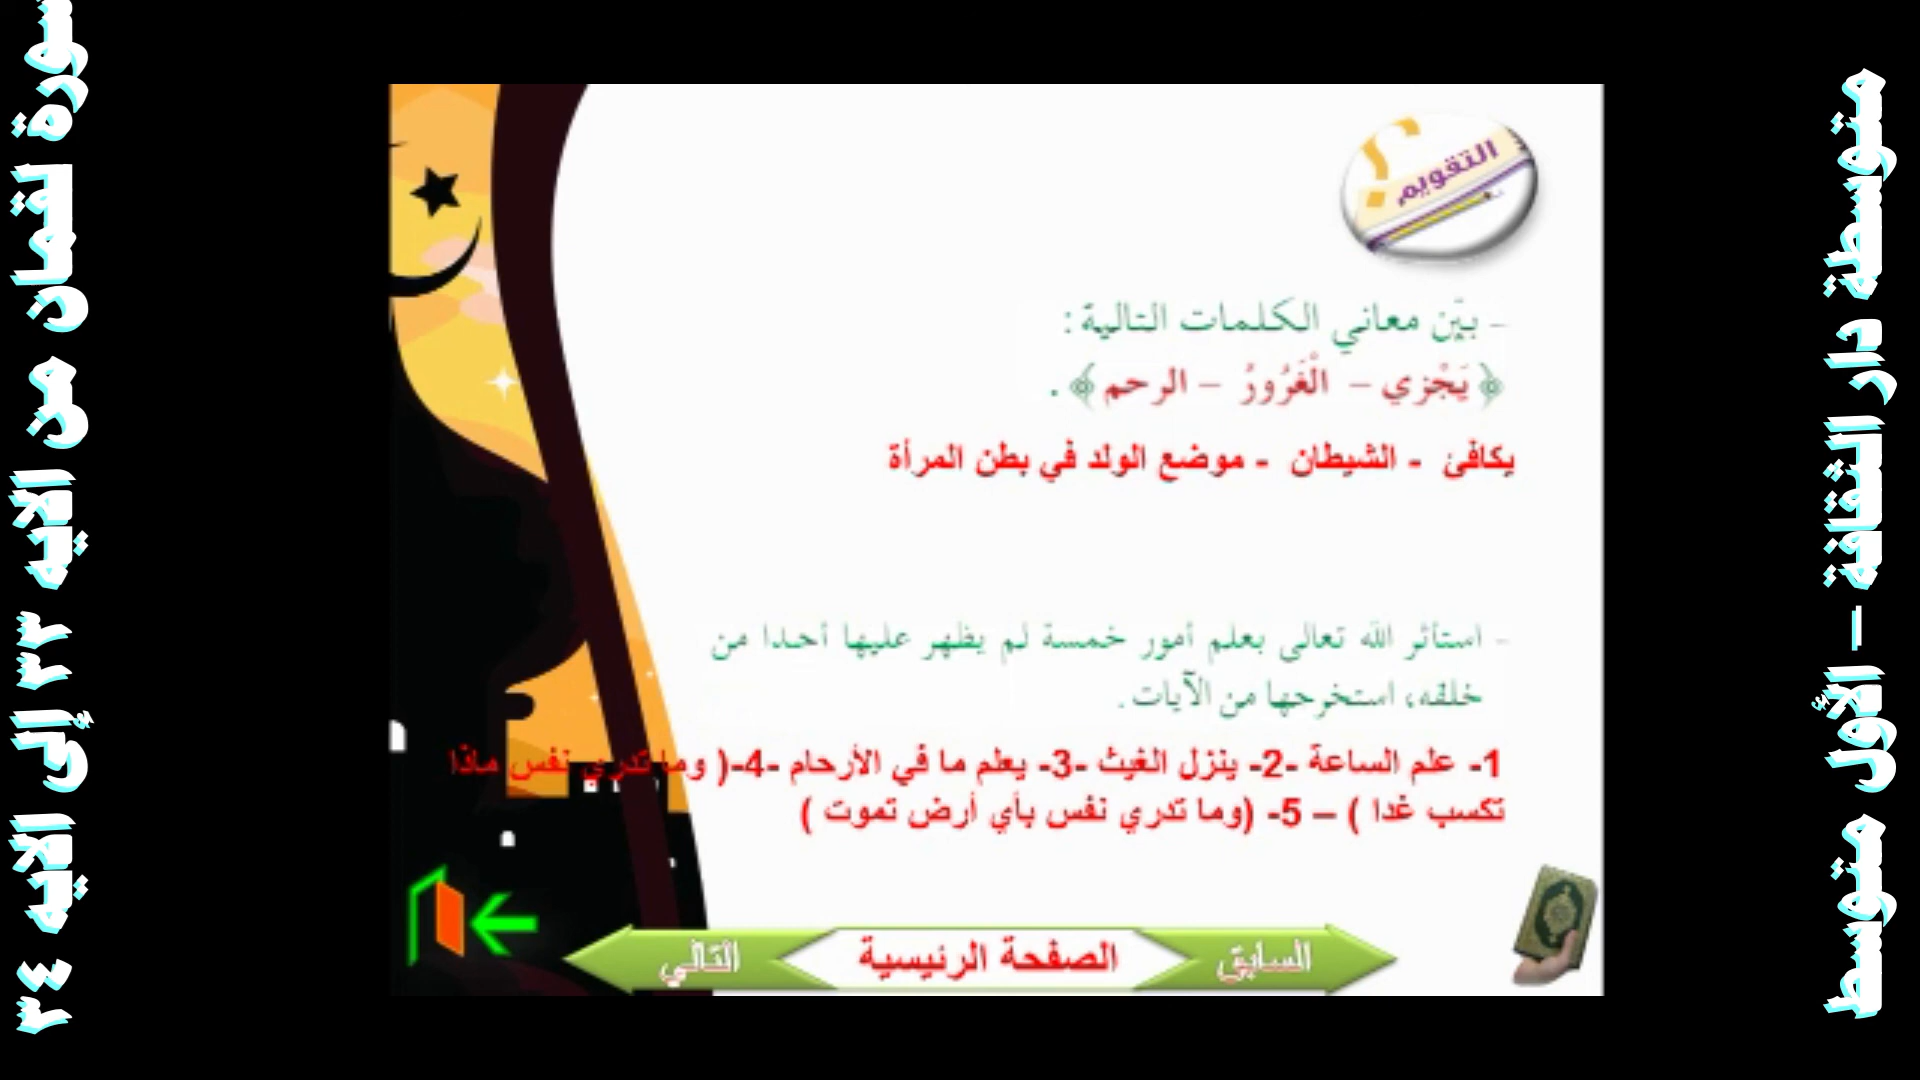 متوسطة دار الثقافة – الأول متوسط
سورة لقمان من الايه ٣٣ إلى الايه ٣٤
؟
التقويم
- بيّن معاني الكلمات التالية :
﴿ يَجْزِي – الْغَرُورُ – الرحم ﴾ .
يكافئ - الشيطان - موضع الولد في بطن المرأة
- استأثر الله تعالى بعلم أمور خمسة لم يظهر عليها أحدا من
خلقه، استخرجها من الآيات .
1- علم الساعة -2- ينزل الغيث -3- يعلم ما في الأرحام -4-( وما تدري نفس ماذا
تكسب غدا ) – 5- (وما تدري نفس بأي أرض تموت )
السابق
الصفحة الرئيسية
التالي